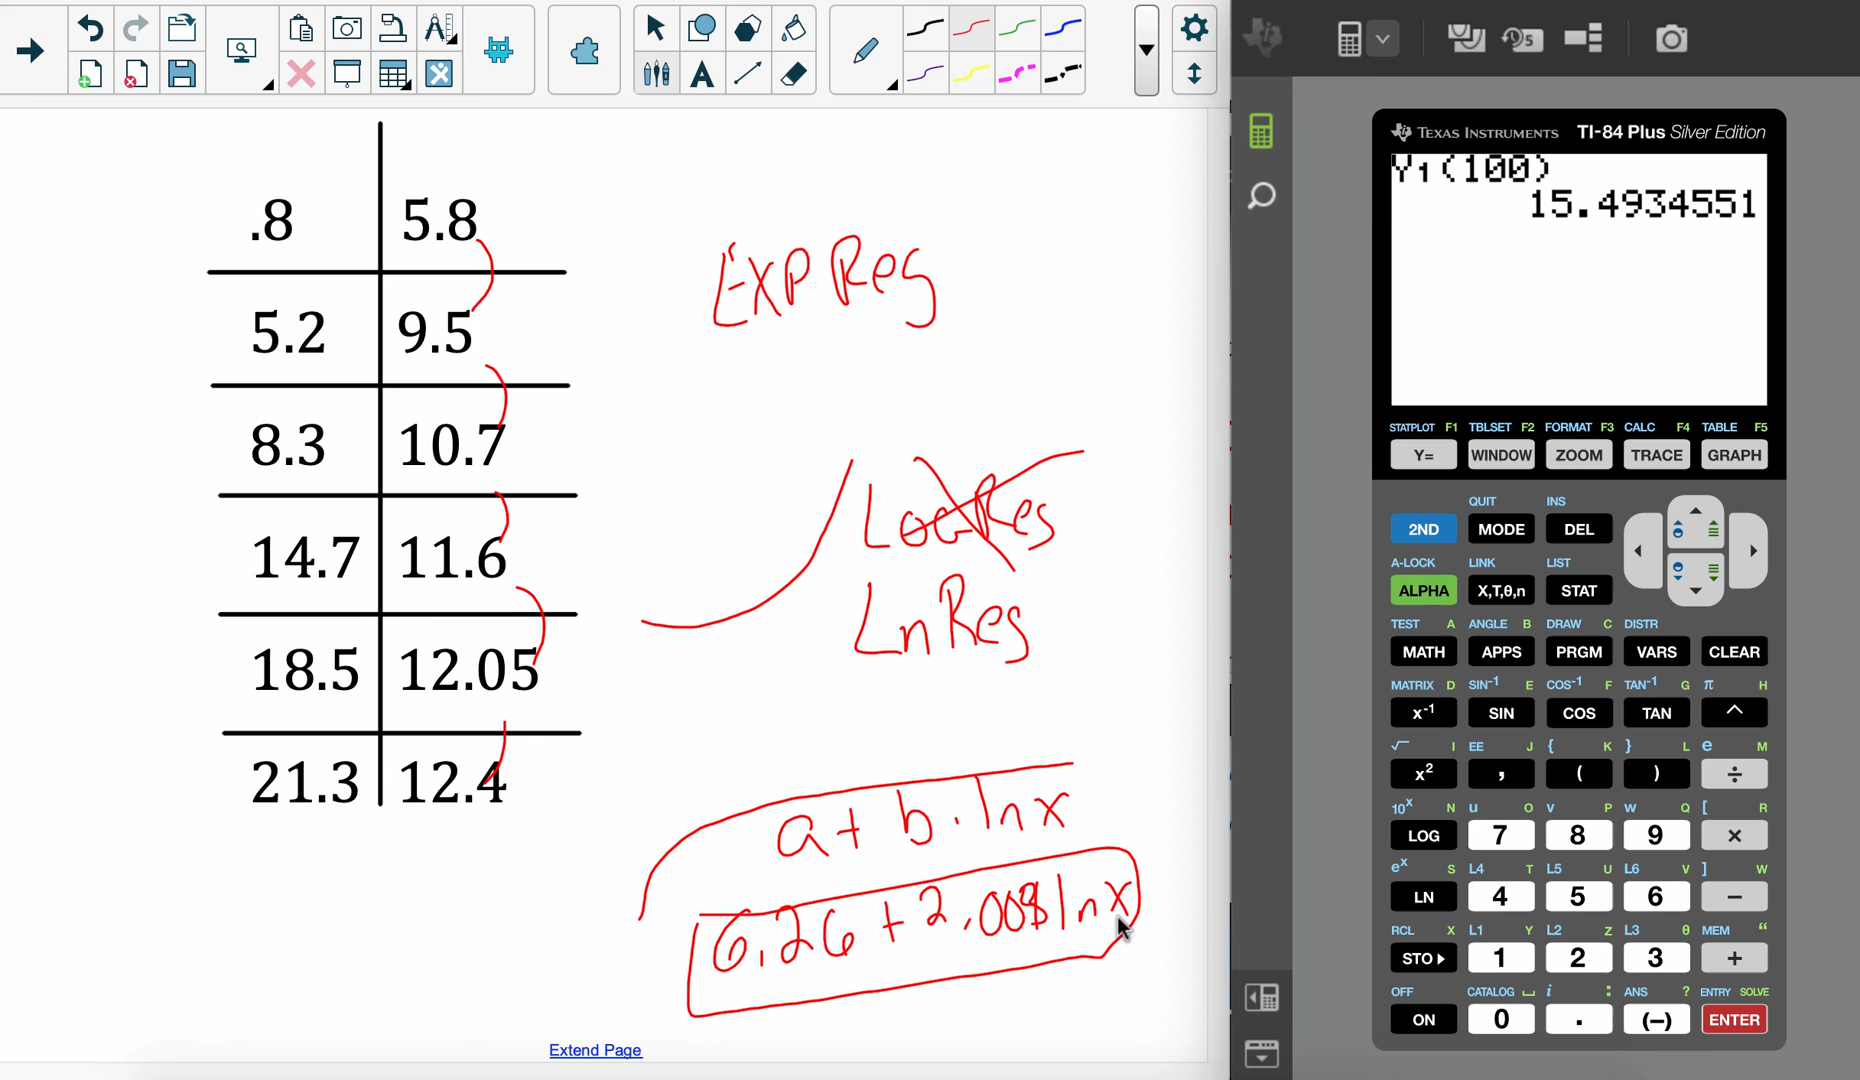 TEXAS INSTRUMENTS TI-84 Plus Silver Edition
Y1(100)
15.4934551
.8 5.8
5.2 9.5
8.3 10.7
14.7 11.6
18.5 12.05
21.3 12.4
EXP Reg
LOGReg
LnReg
a + b · ln x
6.26 + 2.008 ln x
Extend Page
STATPLOT F1 TBLSET F2 FORMAT F3 CALC F4 TABLE F5
Y= WINDOW ZOOM TRACE GRAPH
QUIT INS
2ND MODE DEL
A-LOCK LINK LIST
ALPHA X,T,θ,n STAT
TEST A ANGLE B DRAW C DISTR
MATH APPS PRGM VARS CLEAR
MATRIX D SIN⁻¹ E COS⁻¹ F TAN⁻¹ G π H
x⁻¹ SIN COS TAN ^
√ I EE J { K } L e M
x² , ( ) ÷
10ˣ N u O v P w Q [ R
LOG 7 8 9 ×
eˣ S L4 T L5 U L6 V ] W
LN 4 5 6 −
RCL X L1 Y L2 Z L3 θ MEM “
STO▸ 1 2 3 +
OFF CATALOG ⎵ i : ANS ? ENTRY SOLVE
ON 0 . (−) ENTER